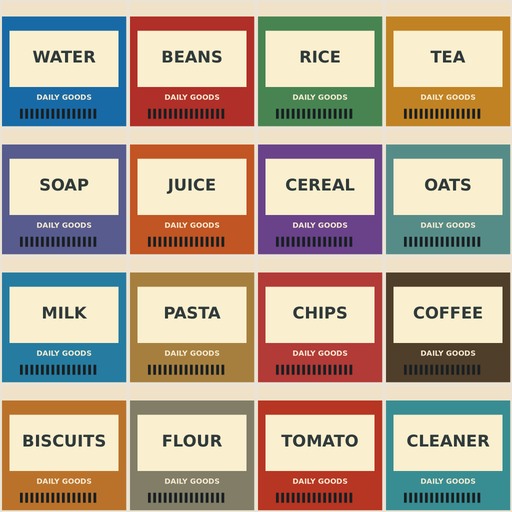 WATER
DAILY GOODS
BEANS
DAILY GOODS
RICE
DAILY GOODS
TEA
DAILY GOODS
SOAP
DAILY GOODS
JUICE
DAILY GOODS
CEREAL
DAILY GOODS
OATS
DAILY GOODS
MILK
DAILY GOODS
PASTA
DAILY GOODS
CHIPS
DAILY GOODS
COFFEE
DAILY GOODS
BISCUITS
DAILY GOODS
FLOUR
DAILY GOODS
TOMATO
DAILY GOODS
CLEANER
DAILY GOODS